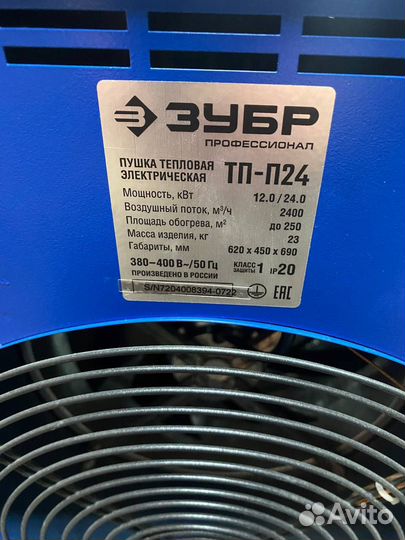 ЗУБР
ПРОФЕССИОНАЛ
ПУШКА ТЕПЛОВАЯ
ЭЛЕКТРИЧЕСКАЯ ТП-П24
Мощность, кВт 12.0 / 24.0
Воздушный поток, м³/ч 2400
Площадь обогрева, м² до 250
Масса изделия, кг 23
Габариты, мм 620 x 450 x 690
380–400 В~/50 Гц КЛАСС ЗАЩИТЫ 1 IP20
ПРОИЗВЕДЕНО В РОССИИ
S/N7204008394-0722 EAC
Avito